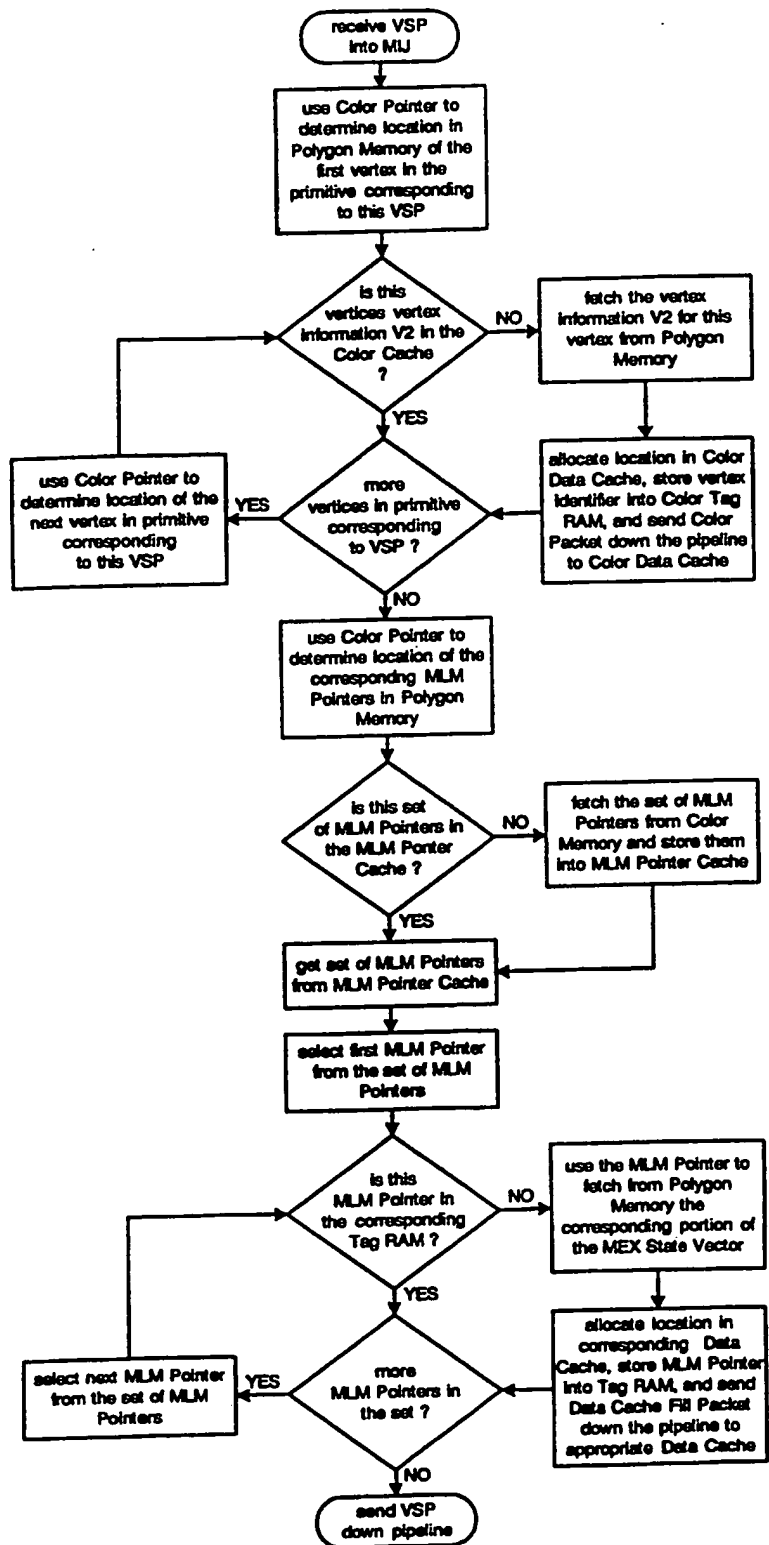 receive VSP
into MIJ
use Color Pointer to
determine location in
Polygon Memory of the
first vertex in the
primitive corresponding
to this VSP
is this
vertices vertex
information V2 in the
Color Cache
?
NO
fetch the vertex
information V2 for this
vertex from Polygon
Memory
YES
allocate location in Color
Data Cache, store vertex
identifier into Color Tag
RAM, and send Color
Packet down the pipeline
to Color Data Cache
more
vertices in primitive
corresponding
to VSP ?
YES
use Color Pointer to
determine location of the
next vertex in primitive
corresponding
to this VSP
NO
use Color Pointer to
determine location of the
correspondng MLM
Pointers in Polygon
Memory
is this set
of MLM Pointers in
the MLM Ponter
Cache ?
NO
fetch the set of MLM
Pointers from Color
Memory and store them
into MLM Pointer Cache
YES
get set of MLM Pointers
from MLM Pointer Cache
select first MLM Pointer
from the set of MLM
Pointers
is this
MLM Pointer in
the corresponding
Tag RAM ?
NO
use the MLM Pointer to
fetch from Polygon
Memory the
corresponding portion of
the MEX State Vector
YES
allocate location in
corresponding Data
Cache, store MLM Pointer
into Tag RAM, and send
Data Cache Fill Packet
down the pipeline to
appropriate Data Cache
more
MLM Pointers in
the set ?
YES
select next MLM Pointer
from the set of MLM
Pointers
NO
send VSP
down pipeline